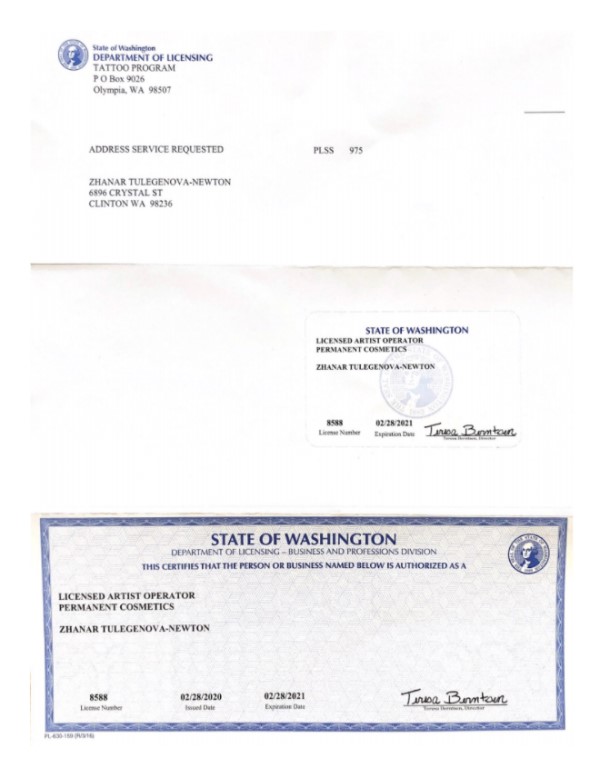 State of Washington
DEPARTMENT OF LICENSING
TATTOO PROGRAM
P O Box 9026
Olympia, WA 98507
ADDRESS SERVICE REQUESTED PLSS 975
ZHANAR TULEGENOVA-NEWTON
6896 CRYSTAL ST
CLINTON WA 98236
STATE OF WASHINGTON
LICENSED ARTIST OPERATOR
PERMANENT COSMETICS
ZHANAR TULEGENOVA-NEWTON
8588 02/28/2021 Teresa Berntsen
License Number Expiration Date Teresa Berntsen, Director
STATE OF WASHINGTON
DEPARTMENT OF LICENSING – BUSINESS AND PROFESSIONS DIVISION
THIS CERTIFIES THAT THE PERSON OR BUSINESS NAMED BELOW IS AUTHORIZED AS A
LICENSED ARTIST OPERATOR
PERMANENT COSMETICS
ZHANAR TULEGENOVA-NEWTON
8588 02/28/2020 02/28/2021 Teresa Berntsen
License Number Issued Date Expiration Date Teresa Berntsen, Director
PL-630-159 (R/3/16)